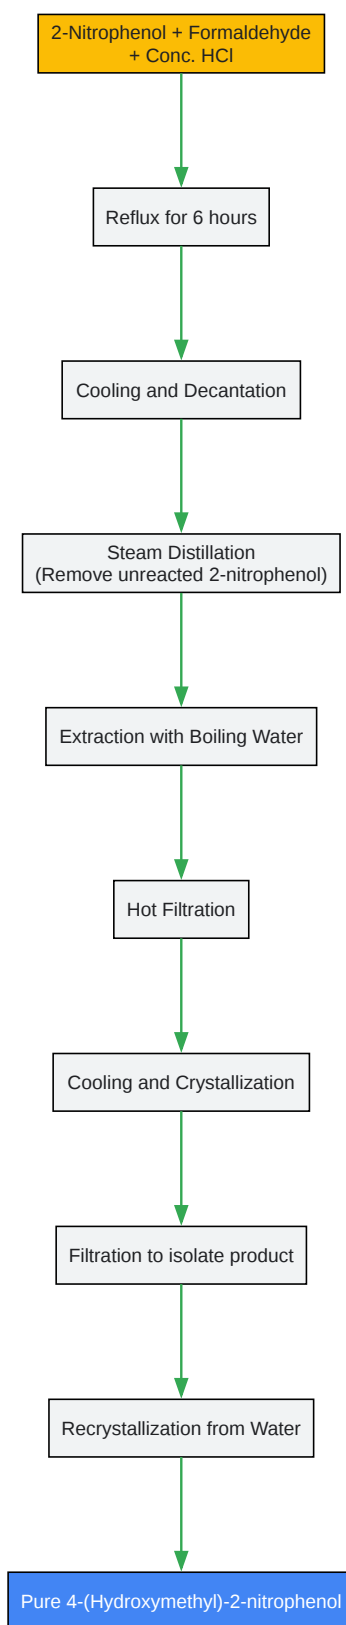 2-Nitrophenol + Formaldehyde
+ Conc. HCl
Reflux for 6 hours
Cooling and Decantation
Steam Distillation
(Remove unreacted 2-nitrophenol)
Extraction with Boiling Water
Hot Filtration
Cooling and Crystallization
Filtration to isolate product
Recrystallization from Water
Pure 4-(Hydroxymethyl)-2-nitrophenol